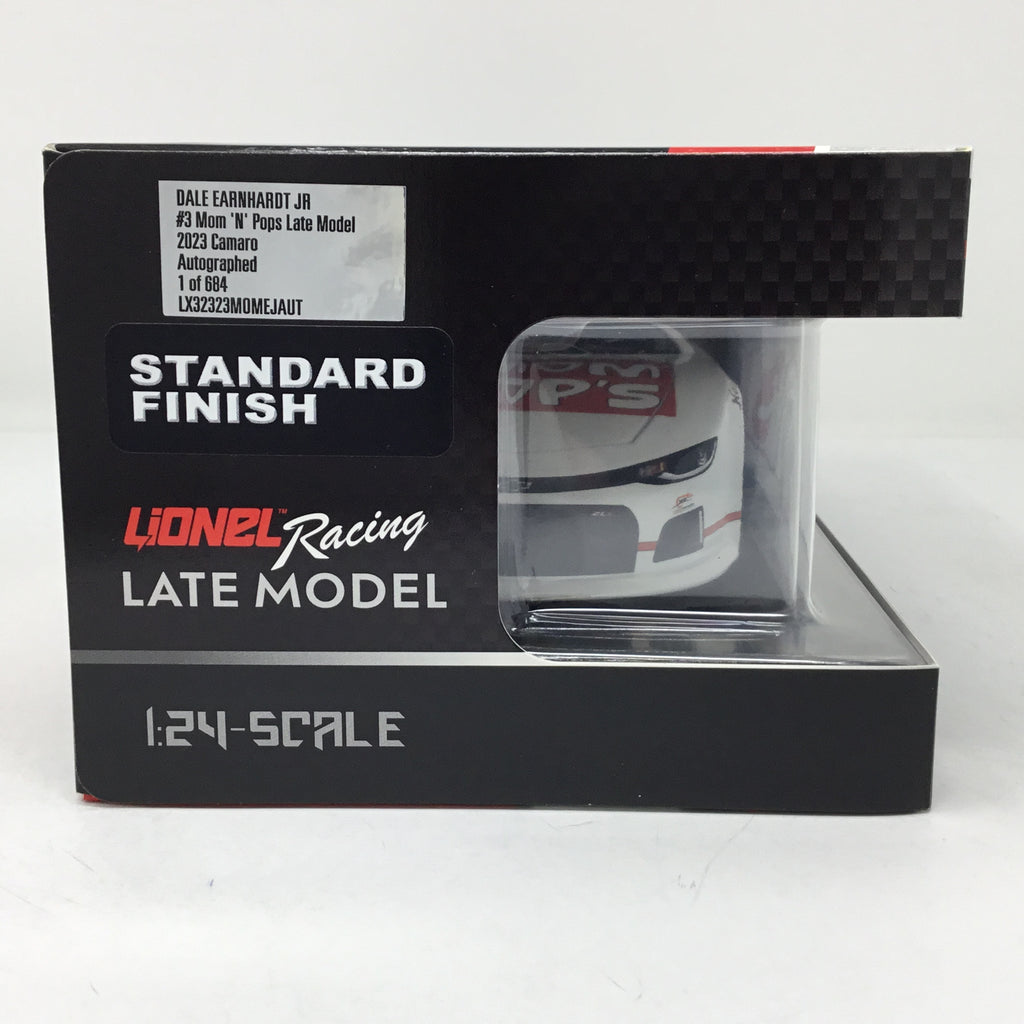 DALE EARNHARDT JR
#3 Mom 'N' Pops Late Model
2023 Camaro
Autographed
1 of 684
LX32323MOMEJAUT
STANDARD
FINISH
LIONEL™ Racing
LATE MODEL
1:24-SCALE